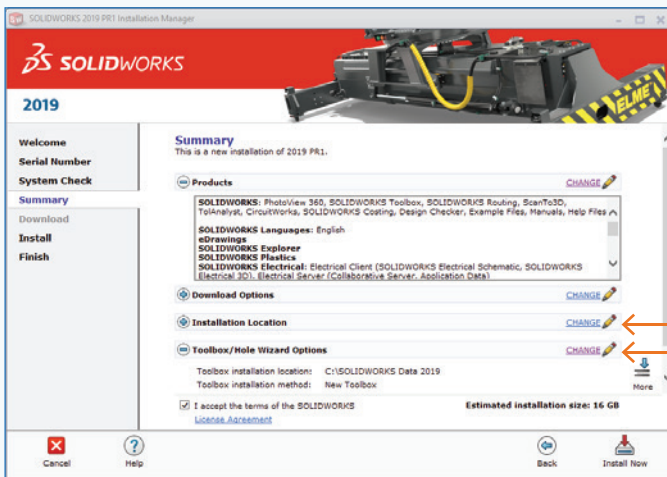 SOLIDWORKS 2019 PR1 Installation Manager
SOLIDWORKS
ELME
2019
Welcome
Serial Number
System Check
Summary
Download
Install
Finish
Summary
This is a new installation of 2019 PR1.
Products
CHANGE
SOLIDWORKS: PhotoView 360, SOLIDWORKS Toolbox, SOLIDWORKS Routing, ScanTo3D,
TolAnalyst, CircuitWorks, SOLIDWORKS Costing, Design Checker, Example Files, Manuals, Help Files
SOLIDWORKS Languages: English
eDrawings
SOLIDWORKS Explorer
SOLIDWORKS Plastics
SOLIDWORKS Electrical: Electrical Client (SOLIDWORKS Electrical Schematic, SOLIDWORKS
Electrical 3D), Electrical Server (Collaborative Server, Application Data)
Download Options
CHANGE
Installation Location
CHANGE
Toolbox/Hole Wizard Options
CHANGE
Toolbox installation location: C:\SOLIDWORKS Data 2019
Toolbox installation method: New Toolbox
More
I accept the terms of the SOLIDWORKS
License Agreement
Estimated installation size: 16 GB
Cancel
Help
Back
Install Now